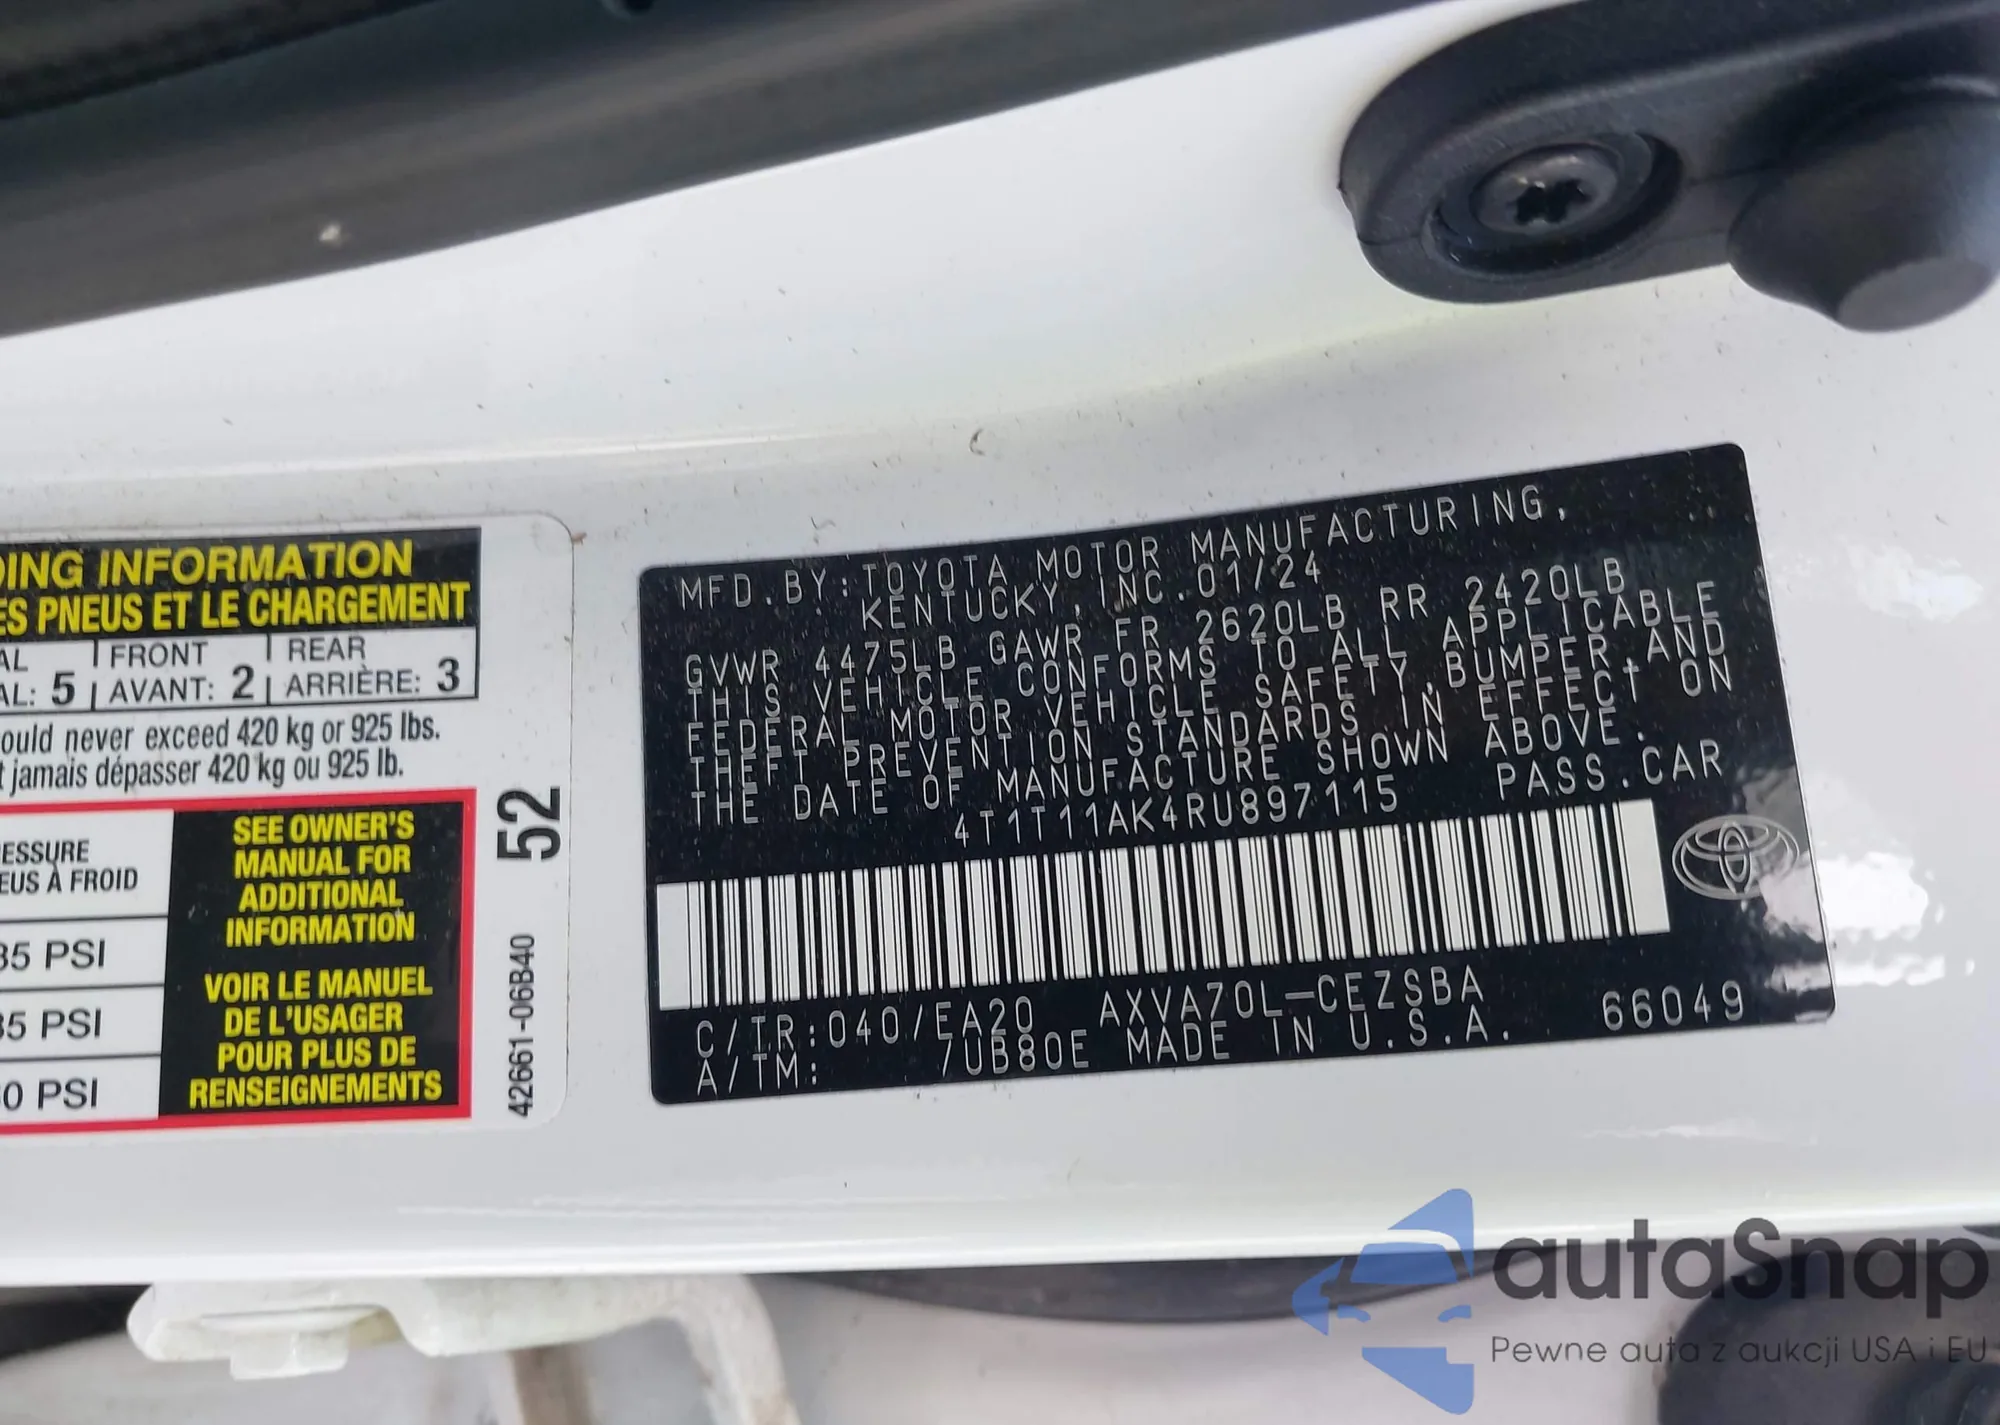 DING INFORMATION
ES PNEUS ET LE CHARGEMENT
AL | FRONT | REAR
AL: 5 | AVANT: 2 | ARRIÈRE: 3
ould never exceed 420 kg or 925 lbs.
t jamais dépasser 420 kg ou 925 lb.
ESSURE
EUS À FROID
35 PSI
35 PSI
0 PSI
SEE OWNER'S
MANUAL FOR
ADDITIONAL
INFORMATION
VOIR LE MANUEL
DE L'USAGER
POUR PLUS DE
RENSEIGNEMENTS
52
42661-06B40
MFD.BY:TOYOTA MOTOR MANUFACTURING,
KENTUCKY,INC.01/24
GVWR 4475LB GAWR FR 2620LB RR 2420LB
THIS VEHICLE CONFORMS TO ALL APPLICABLE
FEDERAL MOTOR VEHICLE SAFETY,BUMPER,AND
THEFT PREVENTION STANDARDS IN EFFECT ON
THE DATE OF MANUFACTURE SHOWN ABOVE.
4T1T11AK4RU897115 PASS.CAR
C/TR:040/EA20 AXVA70L-CEZSBA
A/TM: /UB80E MADE IN U.S.A. 66049
autaSnap
Pewne auta z aukcji USA i EU